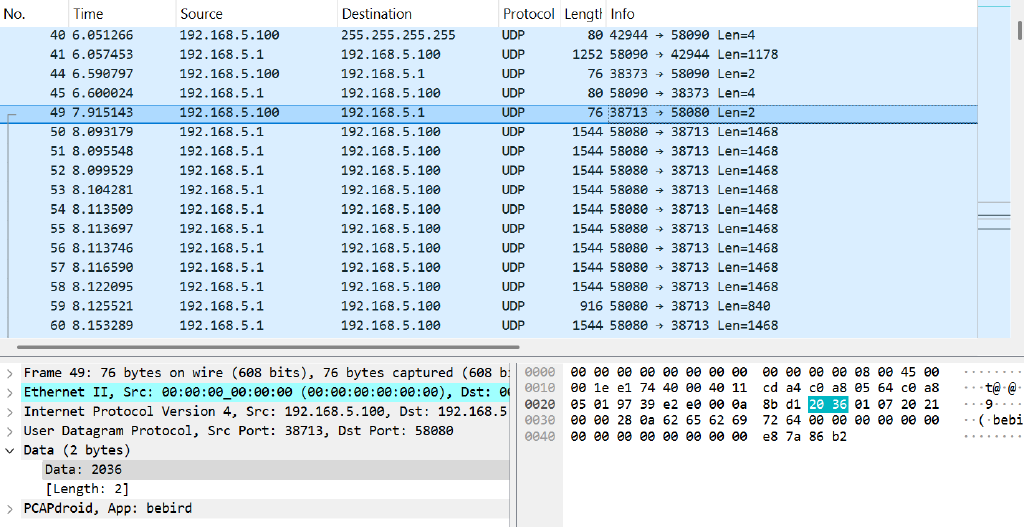 No. Time Source Destination Protocol Lengtl Info
40 6.051266 192.168.5.100 255.255.255.255 UDP 80 42944 → 58090 Len=4
41 6.057453 192.168.5.1 192.168.5.100 UDP 1252 58090 → 42944 Len=1178
44 6.590797 192.168.5.100 192.168.5.1 UDP 76 38373 → 58090 Len=2
45 6.600024 192.168.5.1 192.168.5.100 UDP 80 58090 → 38373 Len=4
49 7.915143 192.168.5.100 192.168.5.1 UDP 76 38713 → 58080 Len=2
50 8.093179 192.168.5.1 192.168.5.100 UDP 1544 58080 → 38713 Len=1468
51 8.095548 192.168.5.1 192.168.5.100 UDP 1544 58080 → 38713 Len=1468
52 8.099529 192.168.5.1 192.168.5.100 UDP 1544 58080 → 38713 Len=1468
53 8.104281 192.168.5.1 192.168.5.100 UDP 1544 58080 → 38713 Len=1468
54 8.113509 192.168.5.1 192.168.5.100 UDP 1544 58080 → 38713 Len=1468
55 8.113697 192.168.5.1 192.168.5.100 UDP 1544 58080 → 38713 Len=1468
56 8.113746 192.168.5.1 192.168.5.100 UDP 1544 58080 → 38713 Len=1468
57 8.116590 192.168.5.1 192.168.5.100 UDP 1544 58080 → 38713 Len=1468
58 8.122095 192.168.5.1 192.168.5.100 UDP 1544 58080 → 38713 Len=1468
59 8.125521 192.168.5.1 192.168.5.100 UDP 916 58080 → 38713 Len=840
60 8.153289 192.168.5.1 192.168.5.100 UDP 1544 58080 → 38713 Len=1468
Frame 49: 76 bytes on wire (608 bits), 76 bytes captured (608 bi
Ethernet II, Src: 00:00:00_00:00:00 (00:00:00:00:00:00), Dst: 00
Internet Protocol Version 4, Src: 192.168.5.100, Dst: 192.168.5
User Datagram Protocol, Src Port: 38713, Dst Port: 58080
Data (2 bytes)
Data: 2036
[Length: 2]
PCAPdroid, App: bebird
0000 00 00 00 00 00 00 00 00 00 00 00 00 08 00 45 00 ········
0010 00 1e e1 74 40 00 40 11 cd a4 c0 a8 05 64 c0 a8 ···t@·@·
0020 05 01 97 39 e2 e0 00 0a 8b d1 20 36 01 07 20 21 ···9····
0030 00 00 28 0a 62 65 62 69 72 64 00 00 00 00 00 00 ··(·bebi
0040 00 00 00 00 00 00 00 00 e8 7a 86 b2 ········